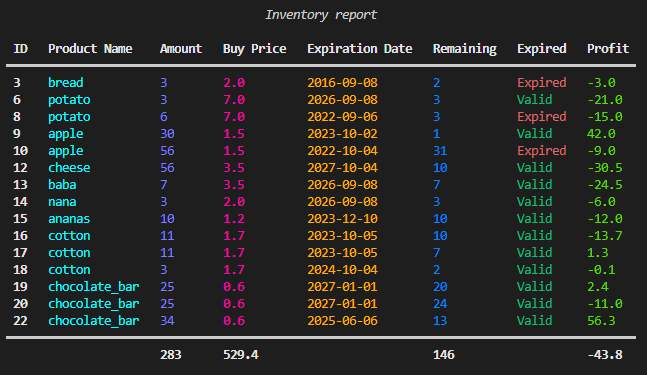 Inventory report
ID Product Name Amount Buy Price Expiration Date Remaining Expired Profit
3 bread 3 2.0 2016-09-08 2 Expired -3.0
6 potato 3 7.0 2026-09-08 3 Valid -21.0
8 potato 6 7.0 2022-09-06 3 Expired -15.0
9 apple 30 1.5 2023-10-02 1 Valid 42.0
10 apple 56 1.5 2022-10-04 31 Expired -9.0
12 cheese 56 3.5 2027-10-04 10 Valid -30.5
13 baba 7 3.5 2026-09-08 7 Valid -24.5
14 nana 3 2.0 2026-09-08 3 Valid -6.0
15 ananas 10 1.2 2023-12-10 10 Valid -12.0
16 cotton 11 1.7 2023-10-05 10 Valid -13.7
17 cotton 11 1.7 2023-10-05 7 Valid 1.3
18 cotton 3 1.7 2024-04-04 2 Valid -0.1
19 chocolate_bar 25 0.6 2027-01-01 20 Valid 2.4
20 chocolate_bar 25 0.6 2027-01-01 24 Valid -11.0
22 chocolate_bar 34 0.6 2025-06-06 13 Valid 56.3
283 529.4 146 -43.8